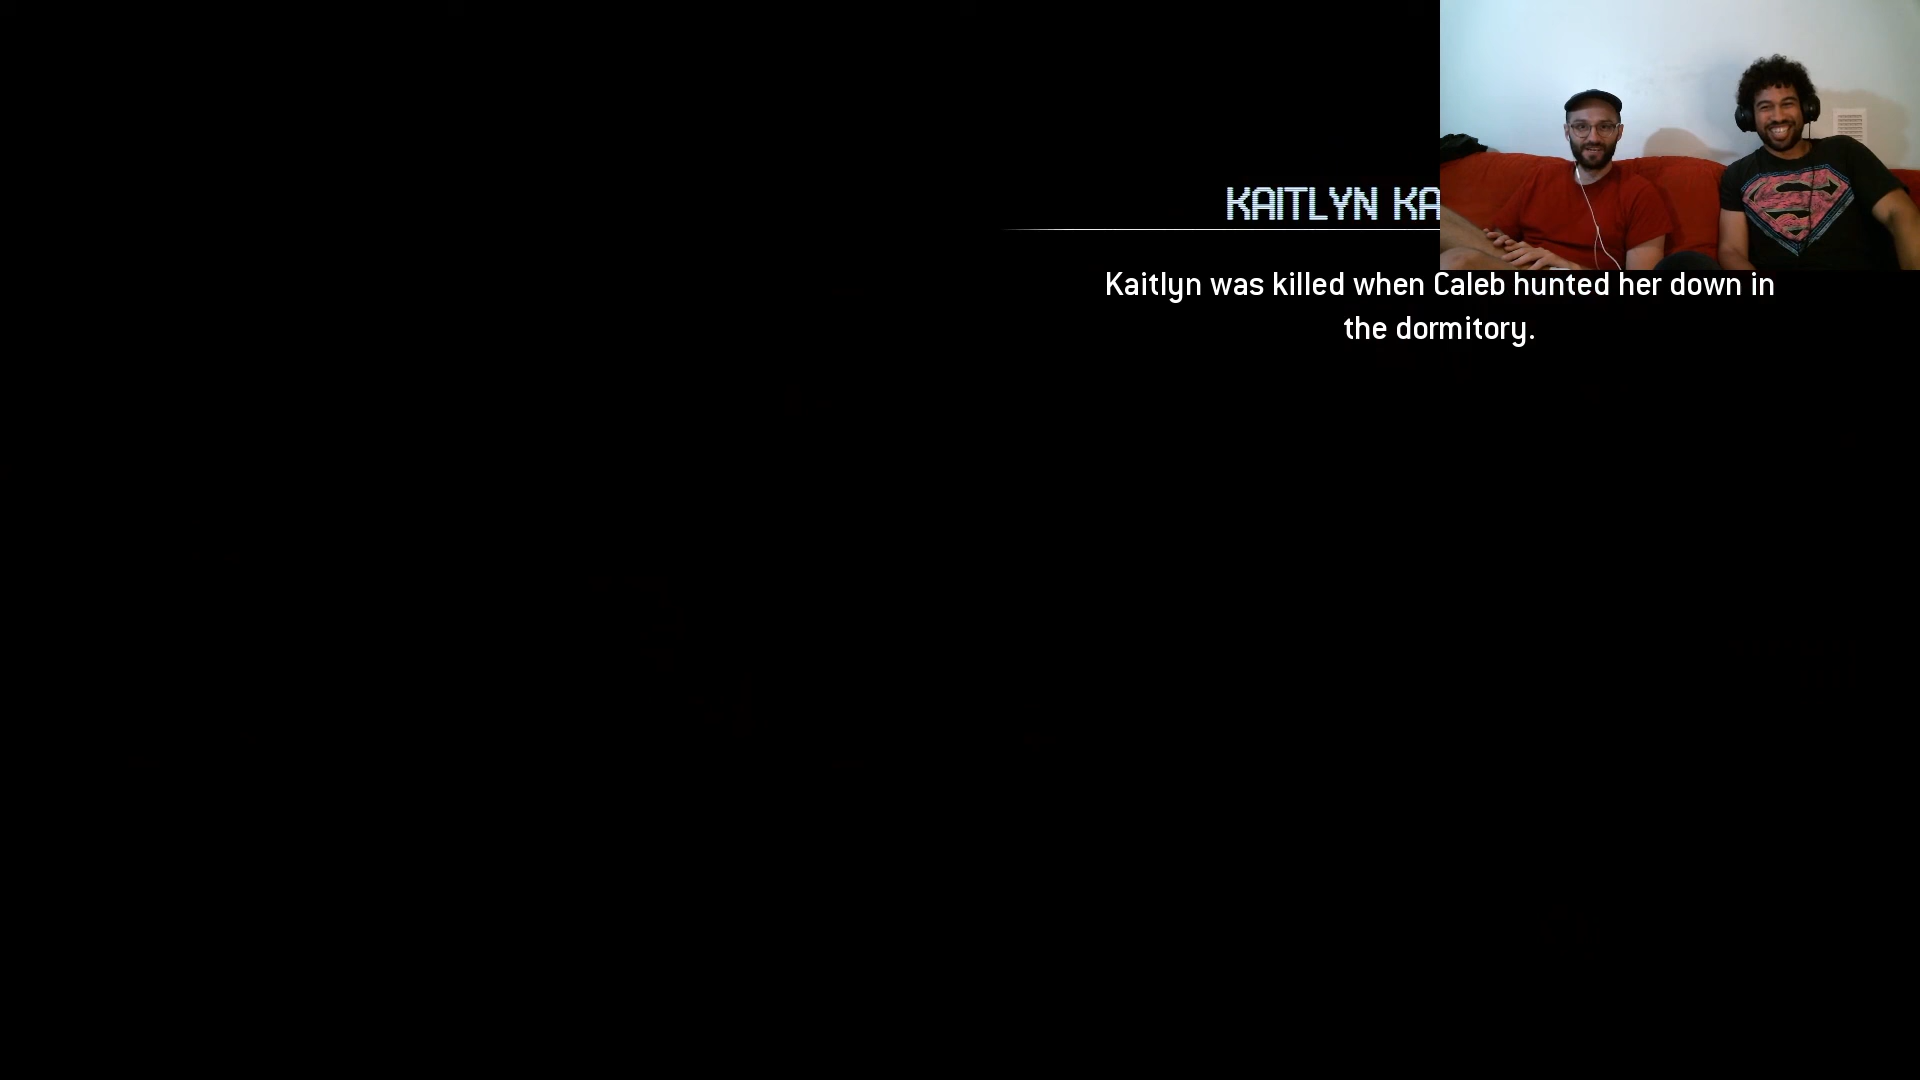 KAITLYN KA
Kaitlyn was killed when Caleb hunted her down in
the dormitory.